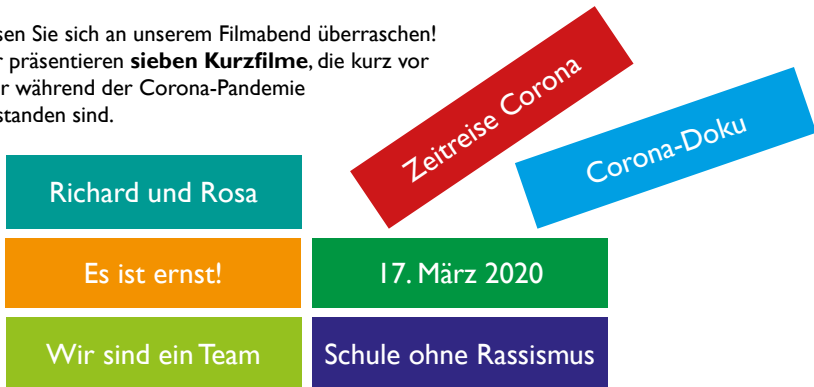 sen Sie sich an unserem Filmabend überraschen!
r präsentieren sieben Kurzfilme, die kurz vor
r während der Corona-Pandemie
standen sind.
Zeitreise Corona
Corona-Doku
Richard und Rosa
Es ist ernst!
17. März 2020
Wir sind ein Team
Schule ohne Rassismus